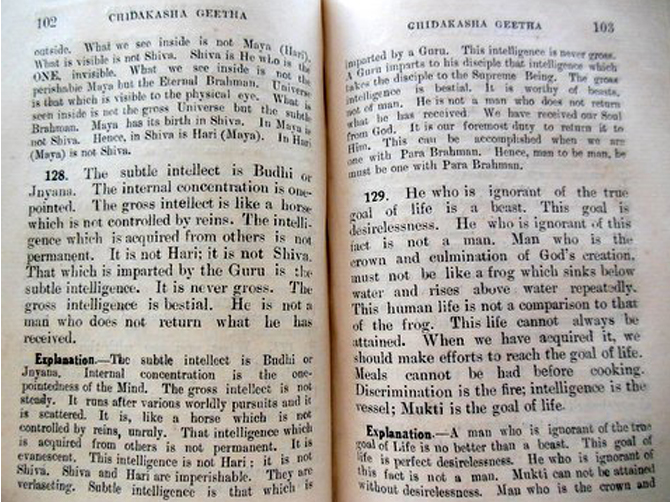 102 CHIDAKASHA GEETHA
outside. What we see inside is not Maya (Hari).
What is visible is not Shiva. Shiva is He who is the
ONE, invisible. What we see inside is not the
perishable Maya but the Eternal Brahman. Universe
is that which is visible to the physical eye. What is
seen inside is not the gross Universe but the subtle
Brahman. Maya has its birth in Shiva. In Maya is
not Shiva. Hence, in Shiva is Hari (Maya). In Hari
(Maya) is not Shiva.
128. The subtle intellect is Budhi or
Jnyana. The internal concentration is one-
pointed. The gross intellect is like a horse
which is not controlled by reins. The intelli-
gence which is acquired from others is not
permanent. It is not Hari; it is not Shiva.
That which is imparted by the Guru is the
subtle intelligence. It is never gross. The
gross intelligence is bestial. He is not a
man who does not return what he has
received.
Explanation.—The subtle intellect is Budhi or
Jnyana. Internal concentration is the one-
pointedness of the Mind. The gross intellect is not
steady. It runs after various worldly pursuits and it
is scattered. It is, like a horse which is not
controlled by reins, unruly. That intelligence which
is acquired from others is not permanent. It is
evanescent. This intelligence is not Hari; it is not
Shiva. Shiva and Hari are imperishable. They are
verlasting. Subtle intelligence is that which is
CHIDAKASHA GEETHA 103
imparted by a Guru. This intelligence is never gross.
A Guru imparts to his disciple that intelligence which
takes the disciple to the Supreme Being. The gross
intelligence is bestial. It is worthy of beasts,
not of man. He is not a man who does not return
what he has received. We have received our Soul
from God. It is our foremost duty to return it to
Him. This can be accomplished when we are
one with Para Brahman. Hence, man to be man, he
must be one with Para Brahman.
129. He who is ignorant of the true
goal of life is a beast. This goal is
desirelessness. He who is ignorant of this
fact is not a man. Man who is the
crown and culmination of God's creation,
must not be like a frog which sinks below
water and rises above water repeatedly.
This human life is not a comparison to that
of the frog. This life cannot always be
attained. When we have acquired it, we
should make efforts to reach the goal of life.
Meals cannot be had before cooking.
Discrimination is the fire; intelligence is the
vessel; Mukti is the goal of life.
Explanation.—A man who is ignorant of the true
goal of Life is no better than a beast. This goal of
life is perfect desirelessness. He who is ignorant of
this fact is not a man. Mukti can not be attained
without desirelessness. Man who is the crown and